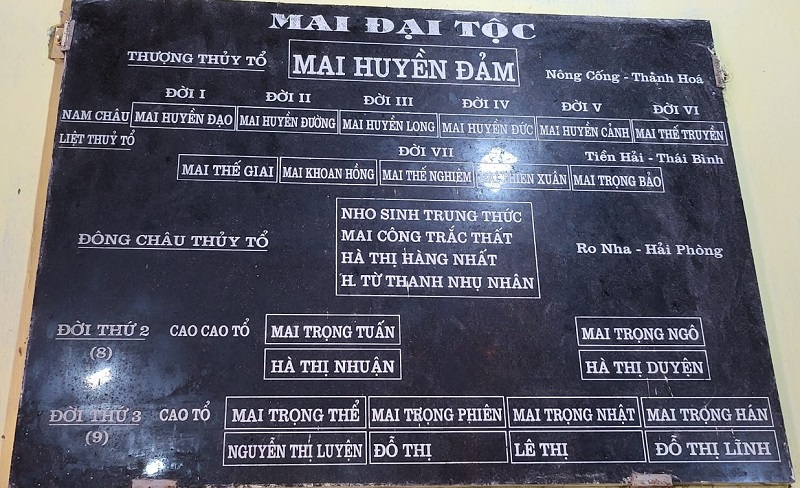 MAI ĐẠI TỘC
THƯỢNG THỦY TỔ MAI HUYỀN ĐẢM Nông Cống - Thanh Hoá
ĐỜI I ĐỜI II ĐỜI III ĐỜI IV ĐỜI V ĐỜI VI
NAM CHÂU MAI HUYỀN ĐẠO MAI HUYỀN ĐƯỜNG MAI HUYỀN LONG MAI HUYỀN ĐỨC MAI HUYỀN CẢNH MAI THẾ TRUYỀN
LIỆT THUỶ TỔ
ĐỜI VII Tiền Hải - Thái Bình
MAI THẾ GIAI MAI KHOAN HỒNG MAI THẾ NGHIÊM THIÊN XUÂN MAI TRỌNG BẢO
ĐÔNG CHÂU THỦY TỔ
NHO SINH TRUNG THỨC
MAI CÔNG TRẮC THẤT
HÀ THỊ HÀNG NHẤT
H. TỪ THANH NHỤ NHÂN
Ro Nha - Hải Phòng
ĐỜI THỨ 2 CAO CAO TỔ MAI TRỌNG TUẤN MAI TRỌNG NGÔ
(8) HÀ THỊ NHUẬN HÀ THỊ DUYỆN
ĐỜI THỨ 3 CAO TỔ MAI TRỌNG THỂ MAI TRỌNG PHIÊN MAI TRỌNG NHẬT MAI TRỌNG HÁN
(9) NGUYỄN THỊ LUYỆN ĐỖ THỊ LÊ THỊ ĐỖ THỊ LĨNH